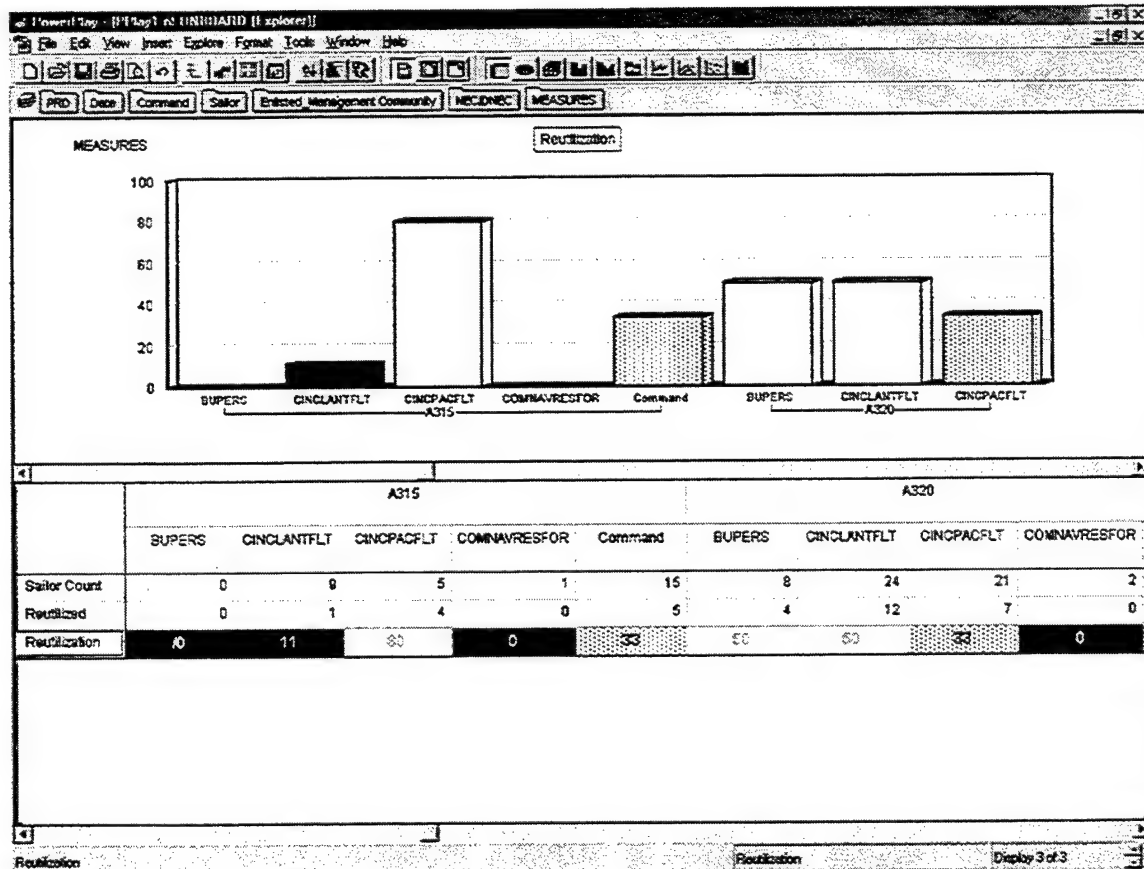 PowerPlay - [PPlay1 of ONBOARD (Explorer)]
File Edit View Insert Explore Format Tools Window Help
PRD Date Command Sailor Enlisted_Management Community NEC/DNEC MEASURES
MEASURES
Reutilization
100
80
60
40
20
0
BUPERS CINCLANTFLT CINCPACFLT COMNAVRESFOR Command BUPERS CINCLANTFLT CINCPACFLT
A315 A320
A315 A320
BUPERS CINCLANTFLT CINCPACFLT COMNAVRESFOR Command BUPERS CINCLANTFLT CINCPACFLT COMNAVRESFOR
Sailor Count 0 9 5 1 15 8 24 21 2
Reutilized 0 1 4 0 5 4 12 7 0
Reutilization /0 11 80 0 33 50 50 33 0
Reutilization Reutilization Display 3 of 3